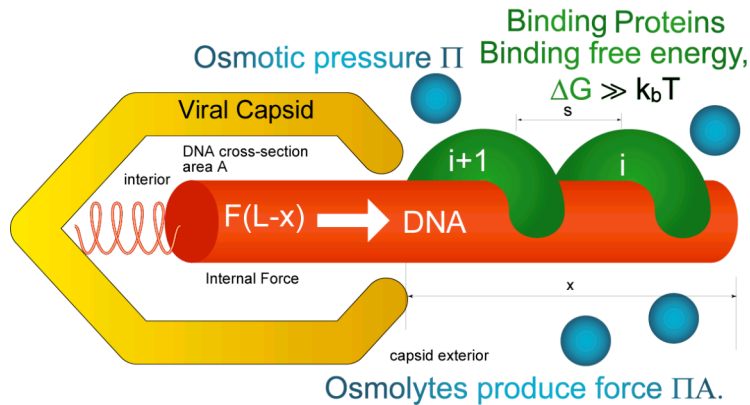 Binding Proteins
Osmotic pressure Π
Binding free energy,
ΔG ≫ k_bT
s
Viral Capsid
DNA cross-section
area A
interior
i+1
i
F(L-x)
DNA
Internal Force
x
capsid exterior
Osmolytes produce force ΠA.